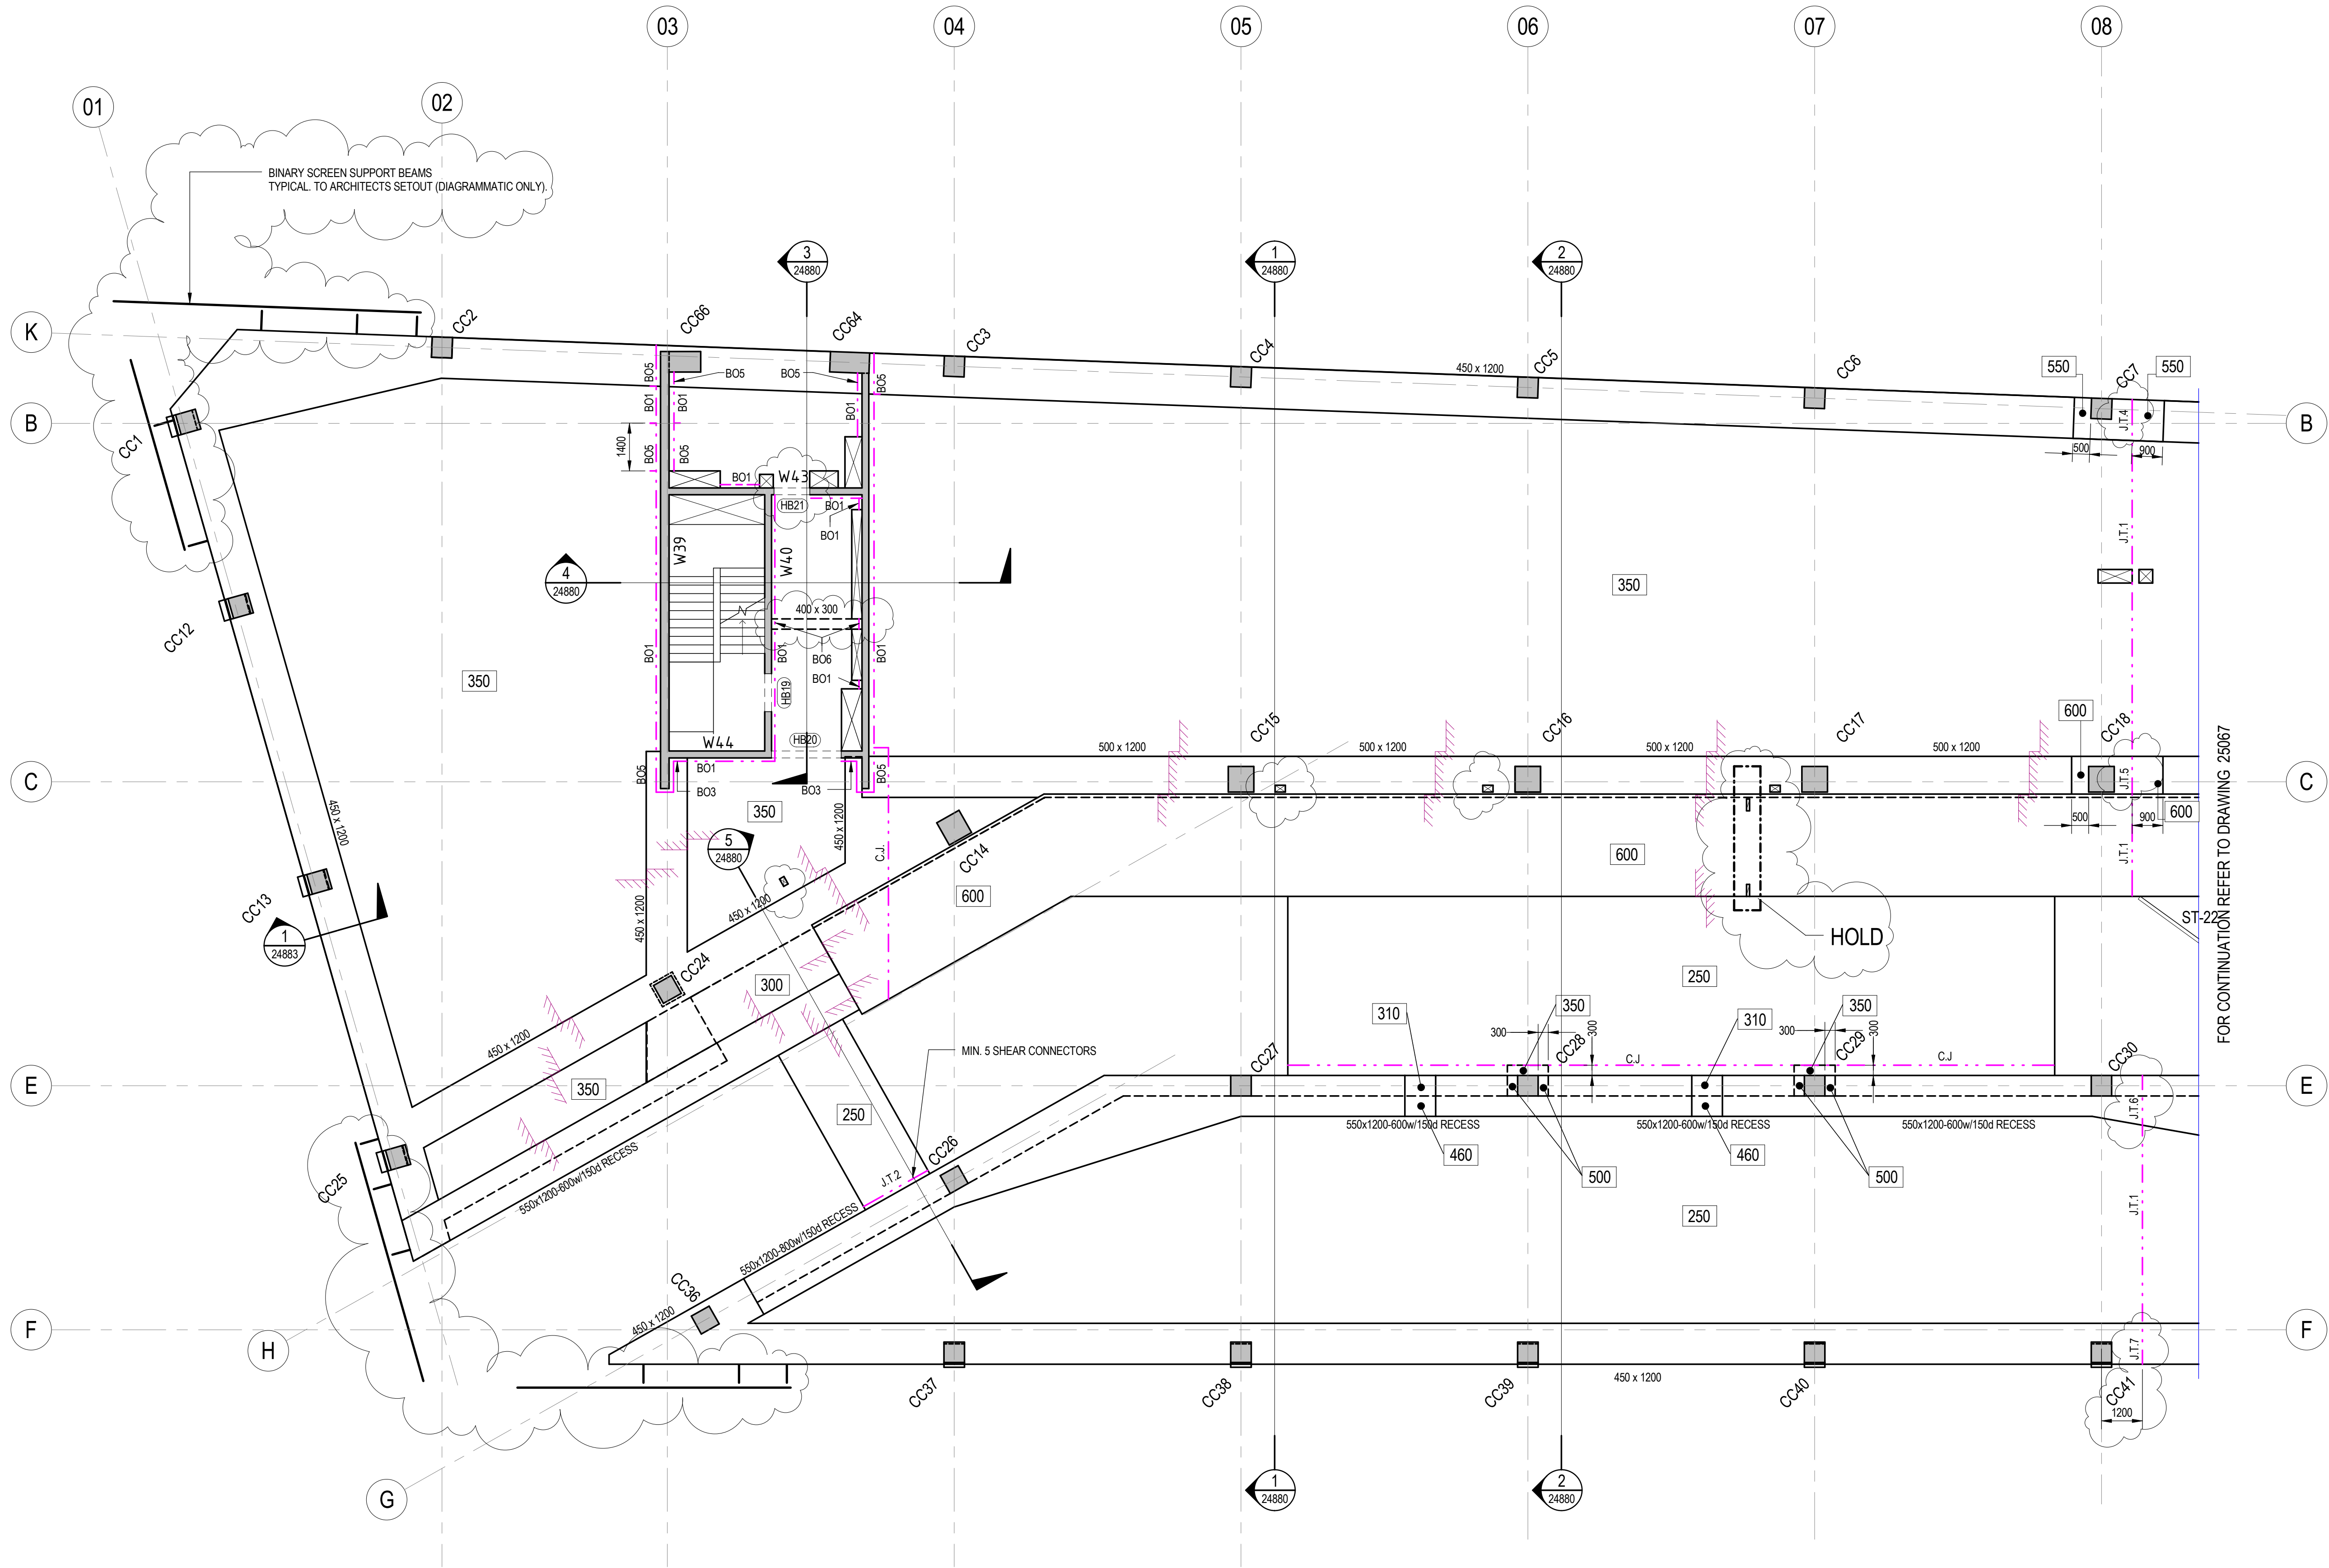 03
04
05
06
07
08
01
02
BINARY SCREEN SUPPORT BEAMS
TYPICAL. TO ARCHITECTS SETOUT (DIAGRAMMATIC ONLY).
3
24880
1
24880
2
24880
K
CC2
CC66
CC64
CC3
CC4
CC5
CC6
450 x 1200
550
CC7
550
BO5
BO5
BO5
BO5
BO1
BO1
BO1
B
CC1
1400
BO5
BO5
J.T.4
500
900
B
BO1
W43
HB21
BO1
BO1
J.T.1
W39
W40
4
24880
350
400 x 300
CC12
BO1
BO1
BO6
BO1
BO1
HB19
350
W44
HB20
CC15
CC16
CC17
600
CC18
500 x 1200
500 x 1200
500 x 1200
500 x 1200
C
BO5
BO1
BO3
BO3
BO5
J.T.5
C
450 x 1200
350
450 x 1200
500
900
600
5
24880
C.J.
CC14
600
J.T.1
FOR CONTINUATION REFER TO DRAWING 25067
CC13
450 x 1200
450 x 1200
600
ST-22
1
24883
HOLD
CC24
300
250
310
350
310
350
450 x 1200
MIN. 5 SHEAR CONNECTORS
300
300
300
300
CC27
CC28
C.J
CC29
C.J
CC30
E
350
E
250
J.T.6
CC26
550x1200-600w/150d RECESS
550x1200-600w/150d RECESS
550x1200-600w/150d RECESS
460
460
CC25
550x1200-600w/150d RECESS
J.T.2
500
500
250
J.T.1
550x1200-800w/150d RECESS
CC36
450 x 1200
F
F
H
J.T.7
CC37
CC38
CC39
450 x 1200
CC40
CC41
1200
G
1
24880
2
24880